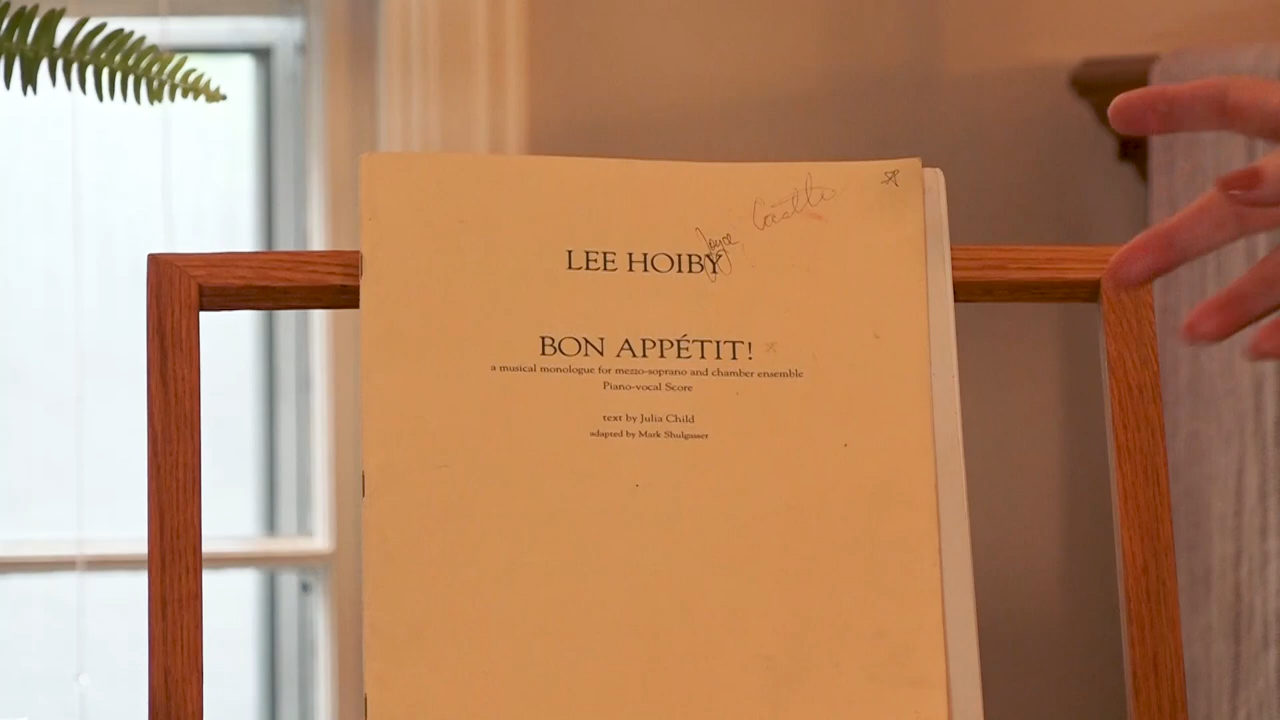 Joyce Castle
LEE HOIBY
BON APPÉTIT!
a musical monologue for mezzo-soprano and chamber ensemble
Piano-vocal Score
text by Julia Child
adapted by Mark Shulgasser